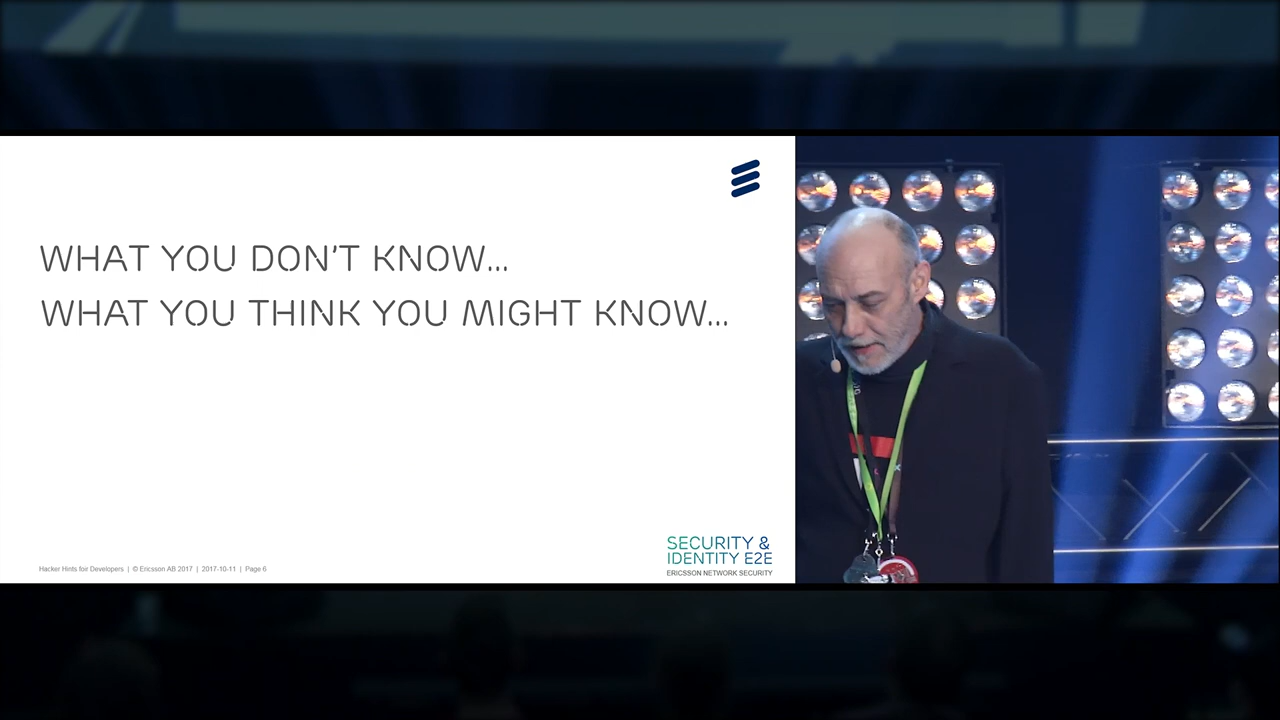 WHAT YOU DON'T KNOW...
WHAT YOU THINK YOU MIGHT KNOW...
SECURITY &
IDENTITY E2E
ERICSSON NETWORK SECURITY
Hacker Hints foir Developers | © Ericsson AB 2017 | 2017-10-11 | Page 6